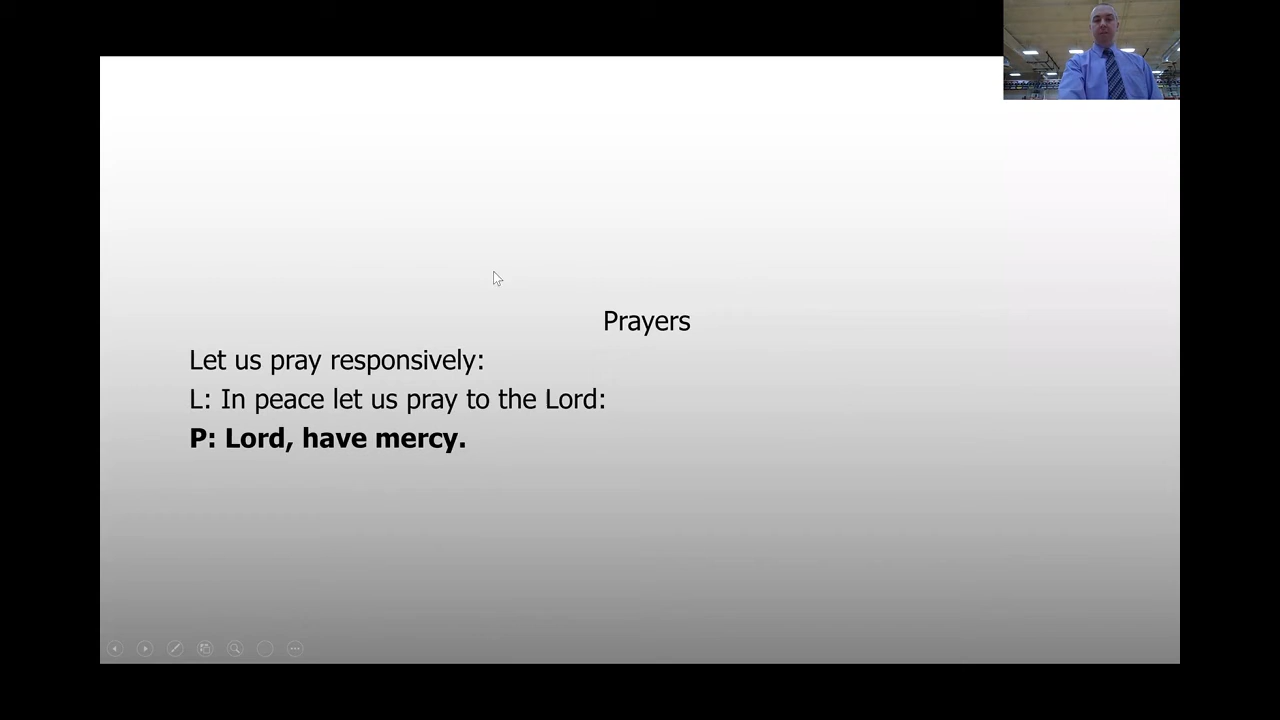 Prayers
Let us pray responsively:
L: In peace let us pray to the Lord:
P: Lord, have mercy.